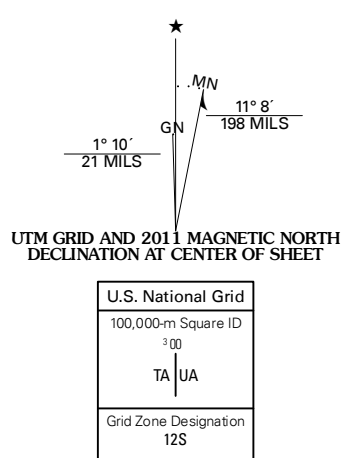 ★
MN
11° 8´
198 MILS
GN
1° 10´
21 MILS
UTM GRID AND 2011 MAGNETIC NORTH
DECLINATION AT CENTER OF SHEET
U.S. National Grid
100,000-m Square ID
³00
TA UA
Grid Zone Designation
12S